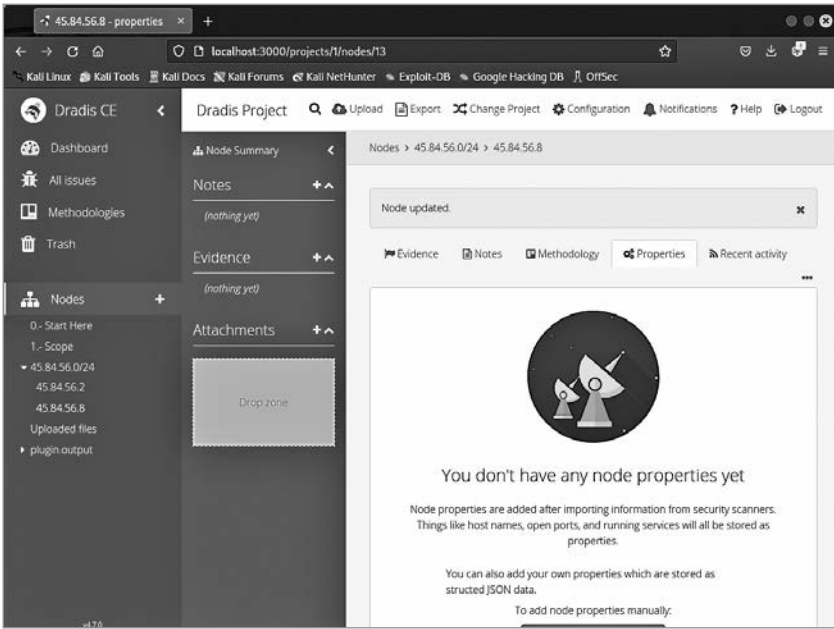 45.84.56.8 - properties
localhost:3000/projects/1/nodes/13
Kali Linux Kali Tools Kali Docs Kali Forums Kali NetHunter Exploit-DB Google Hacking DB OffSec
Dradis CE
Dradis Project Upload Export Change Project Configuration Notifications Help Logout
Dashboard
All issues
Methodologies
Trash
Nodes
0.- Start Here
1.- Scope
45.84.56.0/24
45.84.56.2
45.84.56.8
Uploaded files
plugin.output
v4.7.0
Node Summary
Notes
(nothing yet)
Evidence
(nothing yet)
Attachments
Drop zone
Nodes > 45.84.56.0/24 > 45.84.56.8
Node updated.
Evidence Notes Methodology Properties Recent activity
You don't have any node properties yet
Node properties are added after importing information from security scanners.
Things like host names, open ports, and running services will all be stored as
properties.
You can also add your own properties which are stored as
structed JSON data.
To add node properties manually: